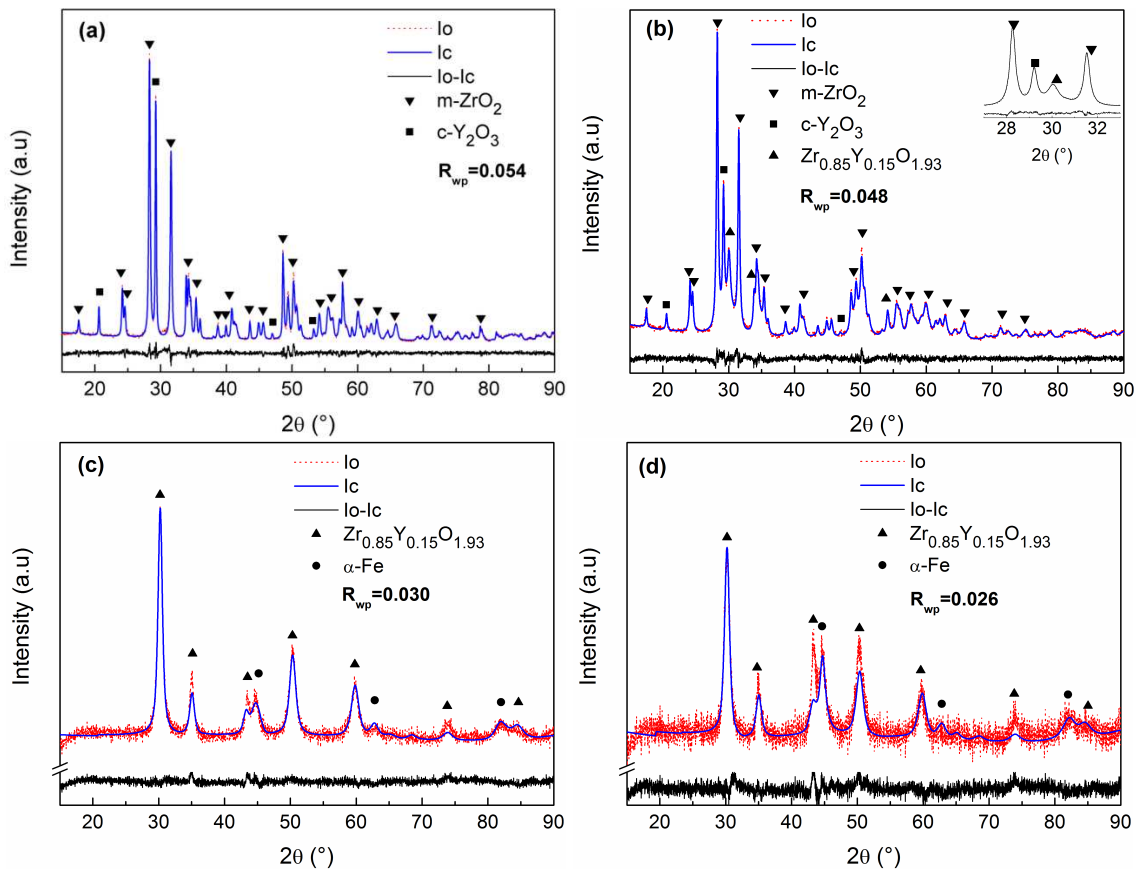 (a)
Io
Ic
Io-Ic
m-ZrO2
c-Y2O3
Rwp=0.054
Intensity (a.u)
20 30 40 50 60 70 80 90
2θ (°)
(b)
Io
Ic
Io-Ic
m-ZrO2
c-Y2O3
Zr0.85Y0.15O1.93
Rwp=0.048
28 30 32
2θ (°)
Intensity (a.u)
20 30 40 50 60 70 80 90
2θ (°)
(c)
Io
Ic
Io-Ic
Zr0.85Y0.15O1.93
α-Fe
Rwp=0.030
Intensity (a.u)
20 30 40 50 60 70 80 90
2θ (°)
(d)
Io
Ic
Io-Ic
Zr0.85Y0.15O1.93
α-Fe
Rwp=0.026
Intensity (a.u)
20 30 40 50 60 70 80 90
2θ (°)